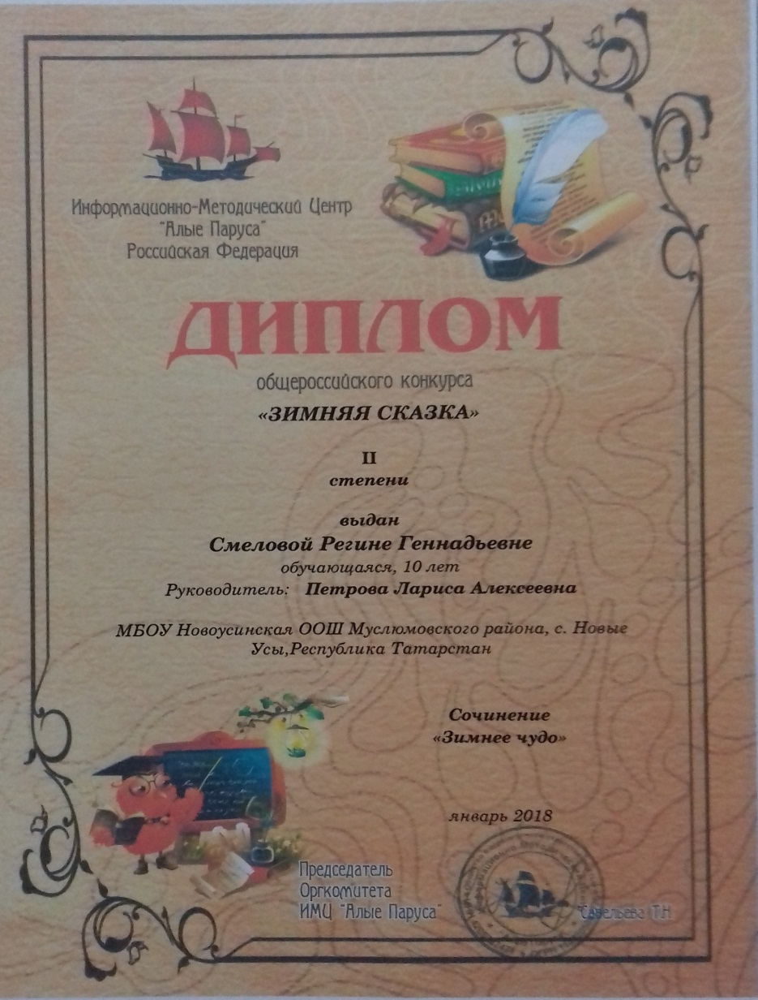 Информационно-Методический Центр
"Алые Паруса"
Российская Федерация
ДИПЛОМ
общероссийского конкурса
«ЗИМНЯЯ СКАЗКА»
II
степени
выдан
Смеловой Регине Геннадьевне
обучающаяся, 10 лет
Руководитель: Петрова Лариса Алексеевна
МБОУ Новоусинская ООШ Муслюмовского района, с. Новые
Усы,Республика Татарстан
Сочинение
«Зимнее чудо»
январь 2018
Председатель
Оргкомитета
ИМЦ "Алые Паруса"
Савельева Т.Н